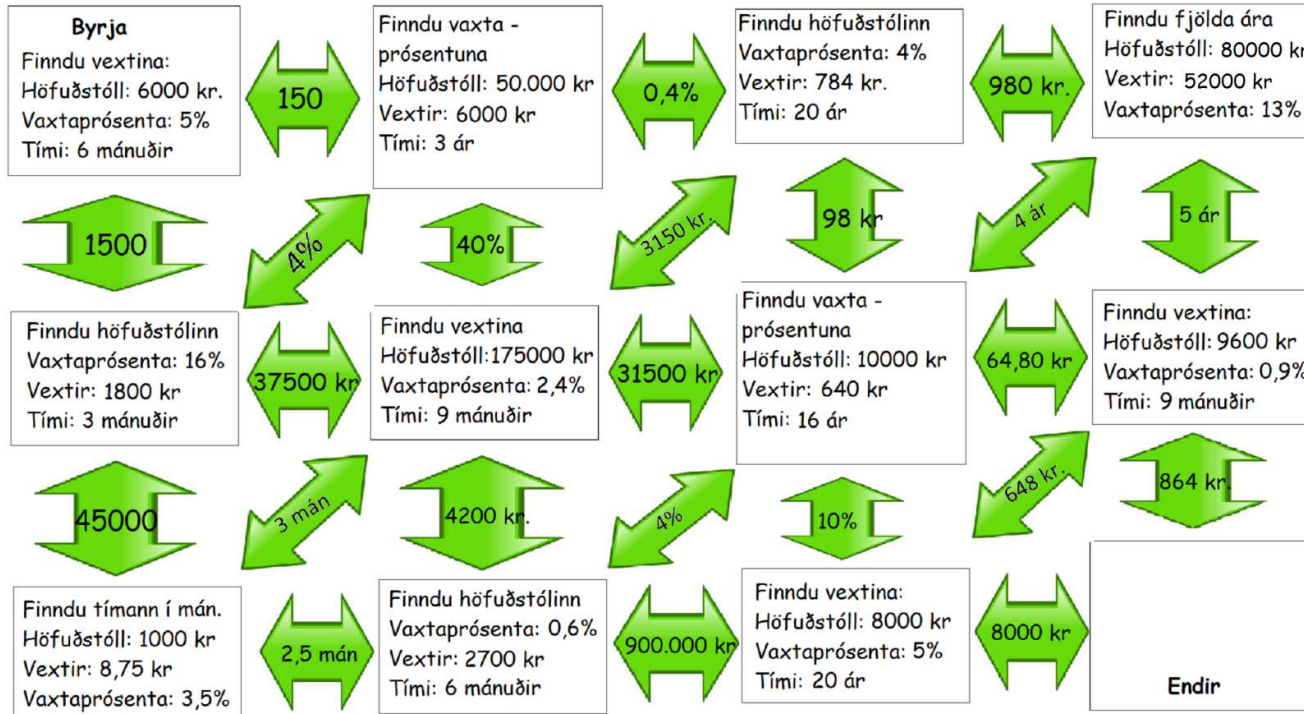 Byrja
Finndu vextina:
Höfuðstóll: 6000 kr.
Vaxtaprósenta: 5%
Tími: 6 mánuðir
150
Finndu vaxta -
prósentuna
Höfuðstóll: 50.000 kr
Vextir: 6000 kr
Tími: 3 ár
0,4%
Finndu höfuðstólinn
Vaxtaprósenta: 4%
Vextir: 784 kr.
Tími: 20 ár
980 kr.
Finndu fjölda ára
Höfuðstóll: 80000 kr
Vextir: 52000 kr
Vaxtaprósenta: 13%
1500
4%
40%
3150 kr.
98 kr
4 ár
5 ár
Finndu höfuðstólinn
Vaxtaprósenta: 16%
Vextir: 1800 kr
Tími: 3 mánuðir
37500 kr
Finndu vextina
Höfuðstóll:175000 kr
Vaxtaprósenta: 2,4%
Tími: 9 mánuðir
31500 kr
Finndu vaxta -
prósentuna
Höfuðstóll: 10000 kr
Vextir: 640 kr
Tími: 16 ár
64,80 kr
Finndu vextina:
Höfuðstóll: 9600 kr
Vaxtaprósenta: 0,9%
Tími: 9 mánuðir
45000
3 mán
4200 kr.
4%
10%
648 kr.
864 kr.
Finndu tímann í mán.
Höfuðstóll: 1000 kr
Vextir: 8,75 kr
Vaxtaprósenta: 3,5%
2,5 mán
Finndu höfuðstólinn
Vaxtaprósenta: 0,6%
Vextir: 2700 kr
Tími: 6 mánuðir
900.000 kr
Finndu vextina:
Höfuðstóll: 8000 kr
Vaxtaprósenta: 5%
Tími: 20 ár
8000 kr
Endir